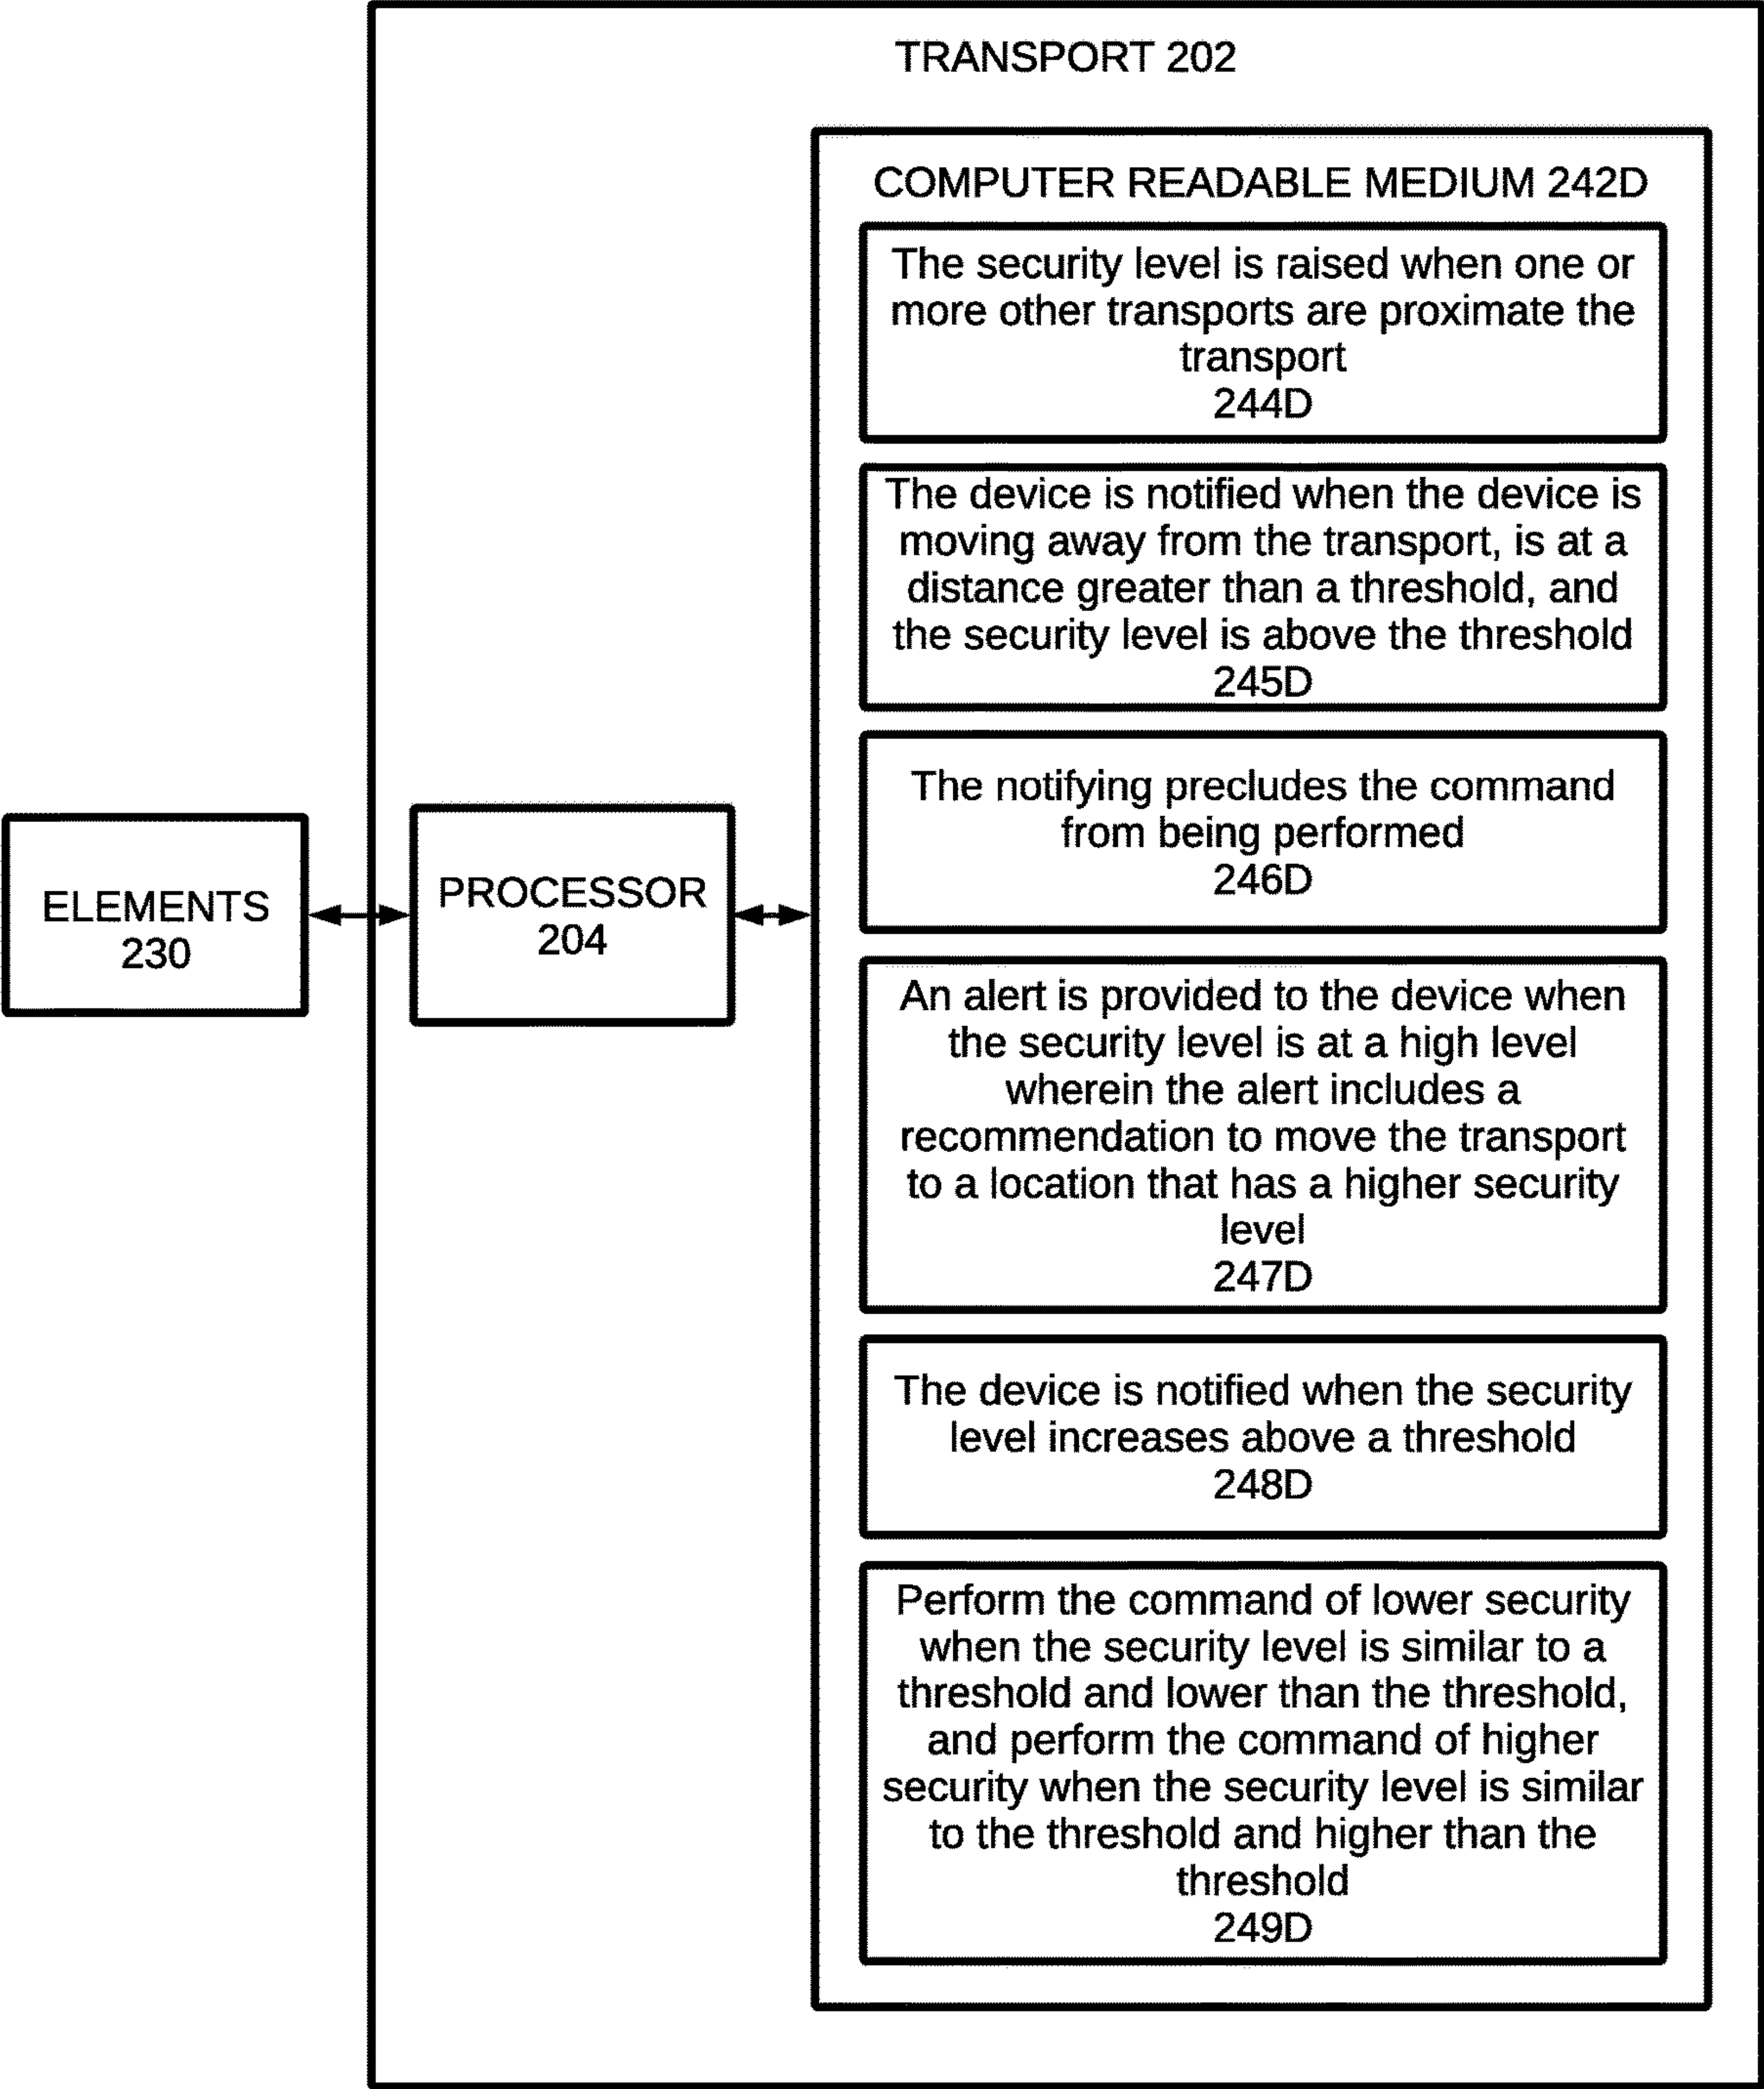 TRANSPORT 202
COMPUTER READABLE MEDIUM 242D
The security level is raised when one or
more other transports are proximate the
transport
244D
The device is notified when the device is
moving away from the transport, is at a
distance greater than a threshold, and
the security level is above the threshold
245D
The notifying precludes the command
from being performed
246D
ELEMENTS
230
PROCESSOR
204
An alert is provided to the device when
the security level is at a high level
wherein the alert includes a
recommendation to move the transport
to a location that has a higher security
level
247D
The device is notified when the security
level increases above a threshold
248D
Perform the command of lower security
when the security level is similar to a
threshold and lower than the threshold,
and perform the command of higher
security when the security level is similar
to the threshold and higher than the
threshold
249D